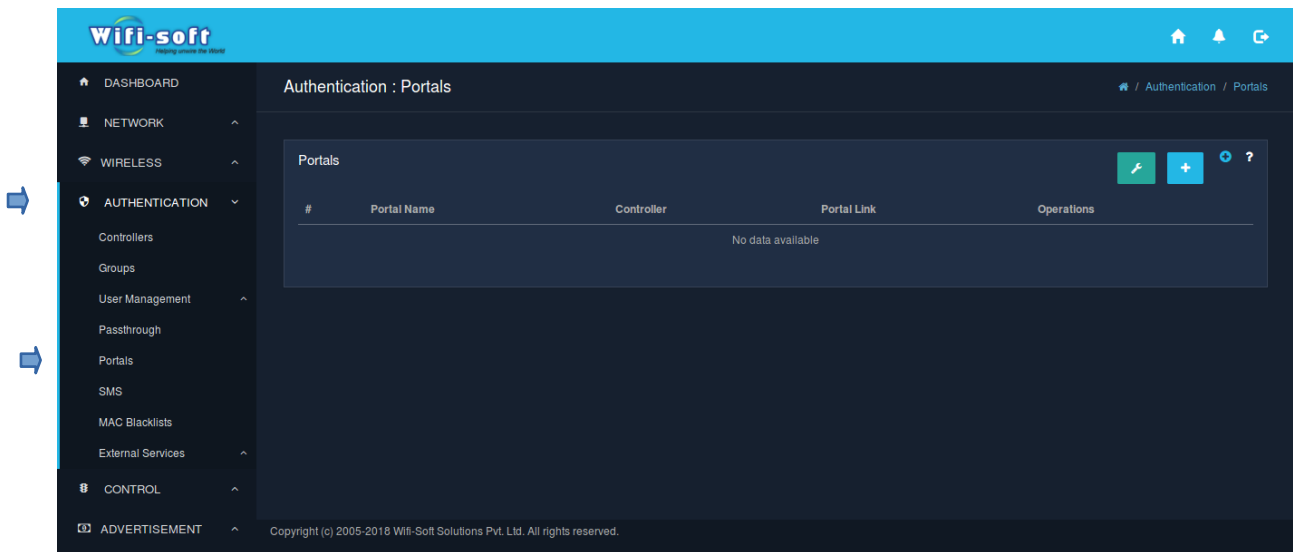 Wifi-soft
Helping unwire the World
DASHBOARD
NETWORK
WIRELESS
AUTHENTICATION
Controllers
Groups
User Management
Passthrough
Portals
SMS
MAC Blacklists
External Services
CONTROL
ADVERTISEMENT
Authentication : Portals
/ Authentication / Portals
Portals
?
# Portal Name Controller Portal Link Operations
No data available
Copyright (c) 2005-2018 Wifi-Soft Solutions Pvt. Ltd. All rights reserved.